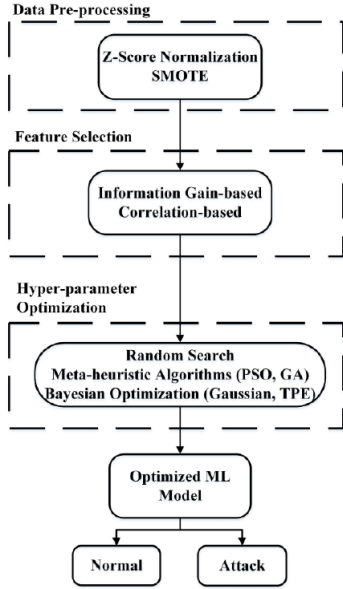 Data Pre-processing
Z-Score Normalization
SMOTE
Feature Selection
Information Gain-based
Correlation-based
Hyper-parameter
Optimization
Random Search
Meta-heuristic Algorithms (PSO, GA)
Bayesian Optimization (Gaussian, TPE)
Optimized ML
Model
Normal
Attack